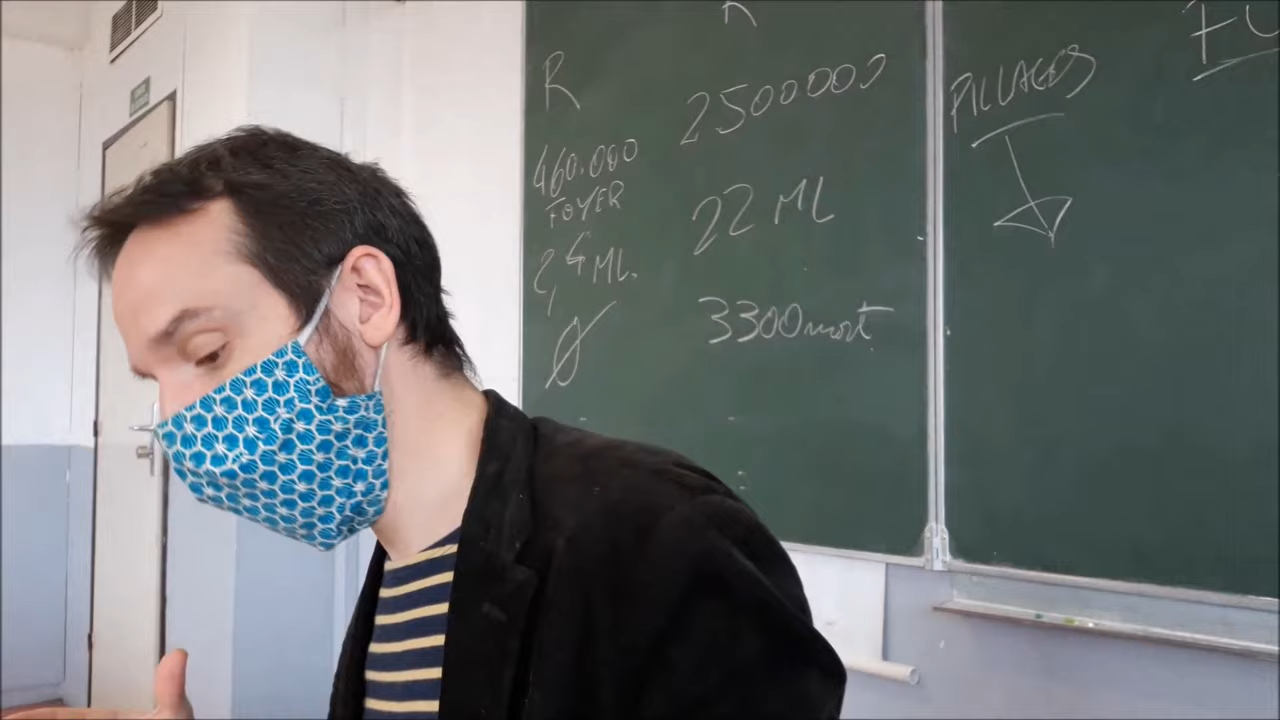 R
460.000
FOYER
2,4 ML.
Ø
2500000
22 ML
3300 mort
PILLAGES